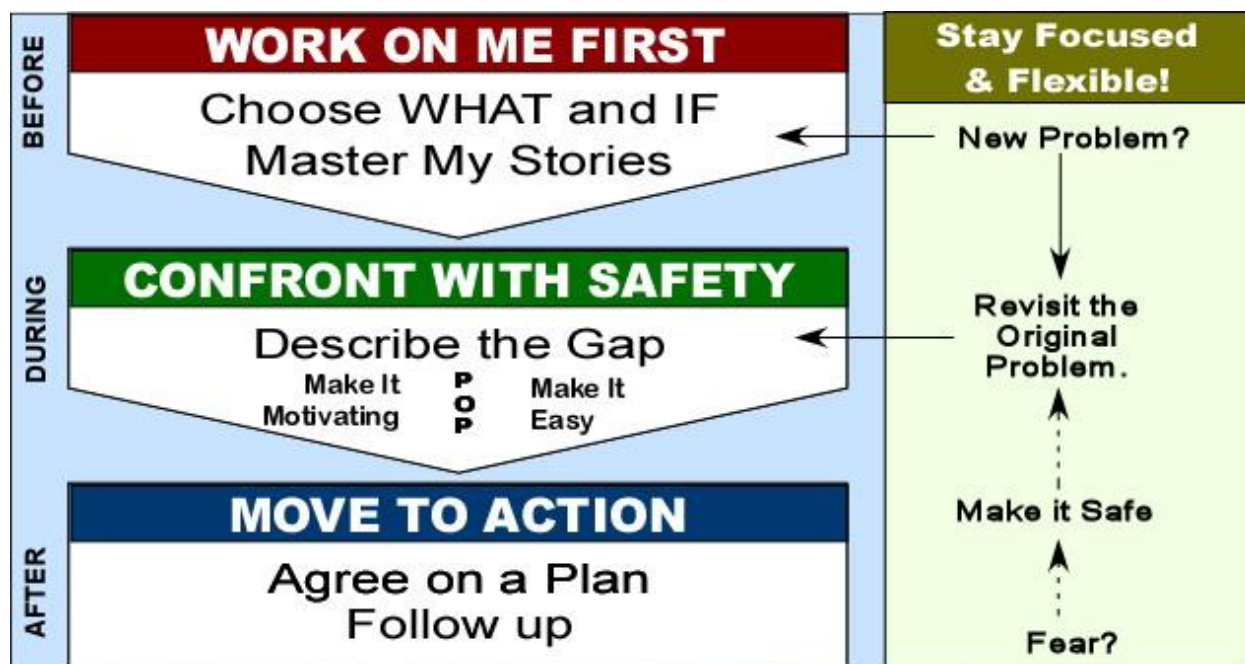 BEFORE
WORK ON ME FIRST
Choose WHAT and IF
Master My Stories
DURING
CONFRONT WITH SAFETY
Describe the Gap
Make It
Motivating
POP
Make It
Easy
AFTER
MOVE TO ACTION
Agree on a Plan
Follow up
Stay Focused
& Flexible!
New Problem?
Revisit the
Original
Problem.
Make it Safe
Fear?